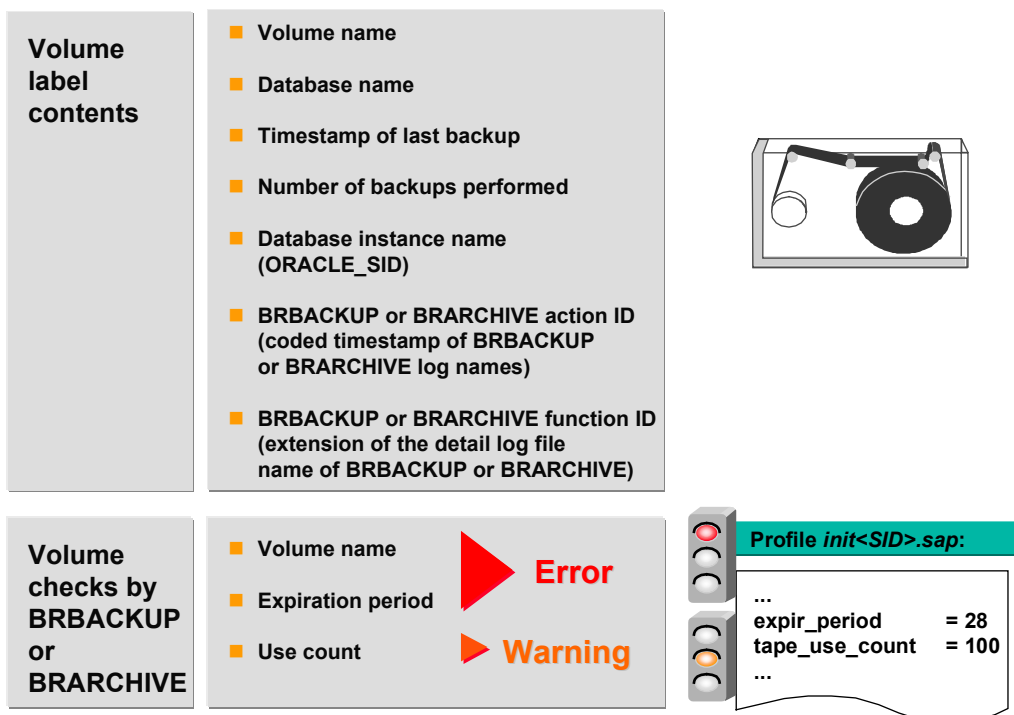 Volume
label
contents
Volume name
Database name
Timestamp of last backup
Number of backups performed
Database instance name
(ORACLE_SID)
BRBACKUP or BRARCHIVE action ID
(coded timestamp of BRBACKUP
or BRARCHIVE log names)
BRBACKUP or BRARCHIVE function ID
(extension of the detail log file
name of BRBACKUP or BRARCHIVE)
Volume
checks by
BRBACKUP
or
BRARCHIVE
Volume name
Expiration period
Error
Use count
Warning
Profile init<SID>.sap:
...
expir_period = 28
tape_use_count = 100
...